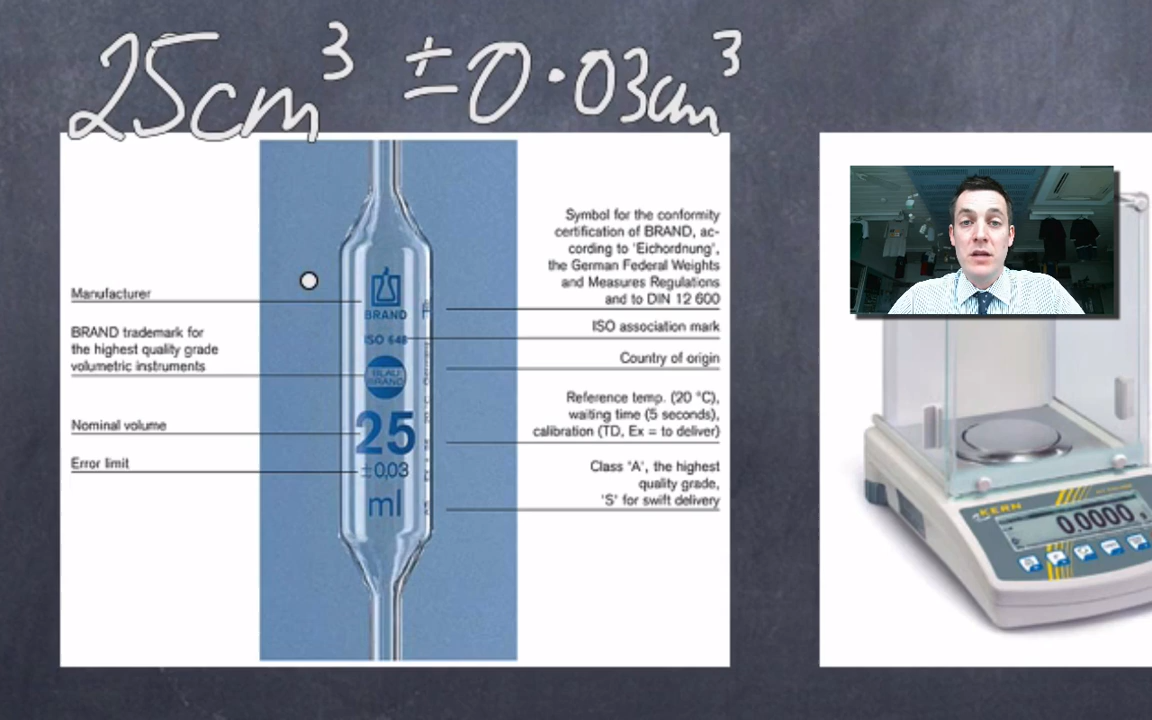 25cm³ ±0.03cm³
Manufacturer
BRAND trademark for
the highest quality grade
volumetric instruments
Nominal volume
Error limit
BRAND
ISO 648
BLAU
BRAND
25
±0,03
ml
Symbol for the conformity
certification of BRAND, ac-
cording to 'Eichordnung',
the German Federal Weights
and Measures Regulations
and to DIN 12 600
ISO association mark
Country of origin
Reference temp. (20 °C),
waiting time (5 seconds),
calibration (TD, Ex = to deliver)
Class 'A', the highest
quality grade,
'S' for swift delivery
KERN
0.0000